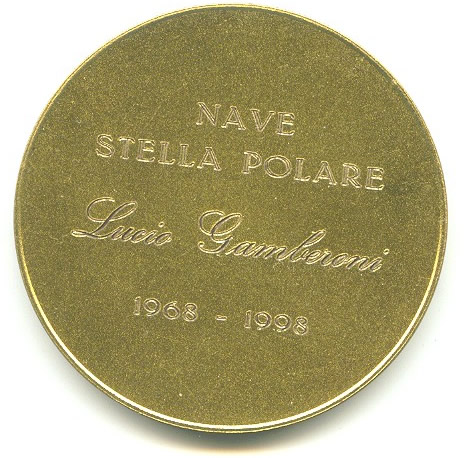 NAVE
STELLA POLARE
Lucio Gamberoni
1968 - 1998